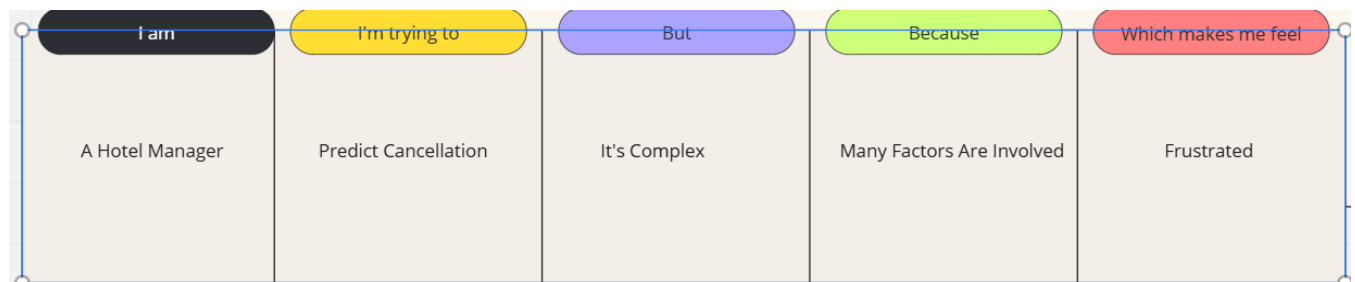 I am
I'm trying to
But
Because
Which makes me feel
A Hotel Manager
Predict Cancellation
It's Complex
Many Factors Are Involved
Frustrated